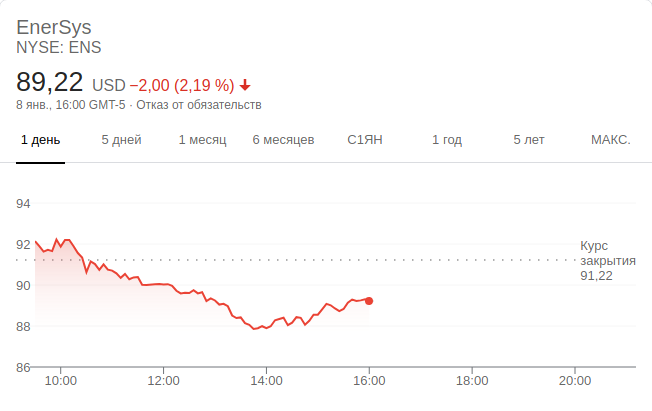 EnerSys
NYSE: ENS
89,22 USD −2,00 (2,19 %)
8 янв., 16:00 GMT-5 · Отказ от обязательств
1 день 5 дней 1 месяц 6 месяцев С1ЯН 1 год 5 лет МАКС.
94
92
90
88
86
Курс
закрытия
91,22
10:00 12:00 14:00 16:00 18:00 20:00